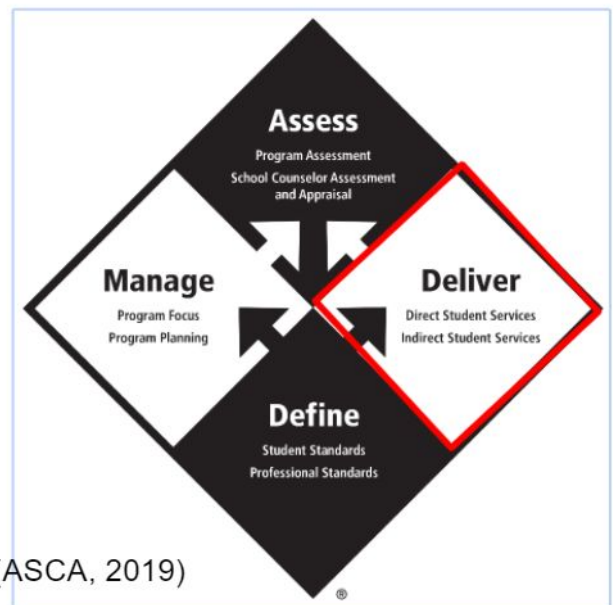 Assess
Program Assessment
School Counselor Assessment
and Appraisal
Manage
Program Focus
Program Planning
Deliver
Direct Student Services
Indirect Student Services
Define
Student Standards
Professional Standards
(ASCA, 2019)
®